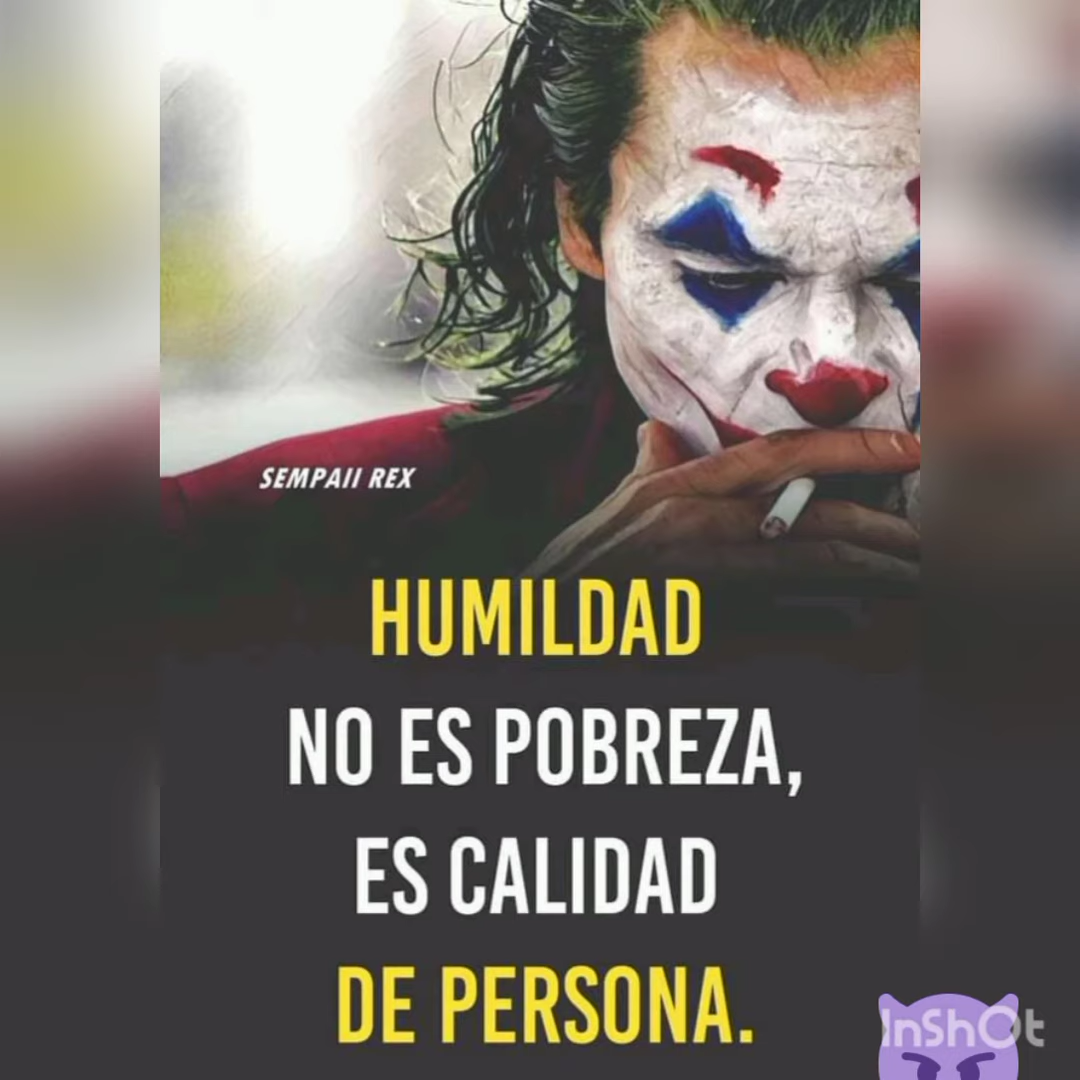 SEMPAII REX
HUMILDAD
NO ES POBREZA,
ES CALIDAD
DE PERSONA.
InShOt